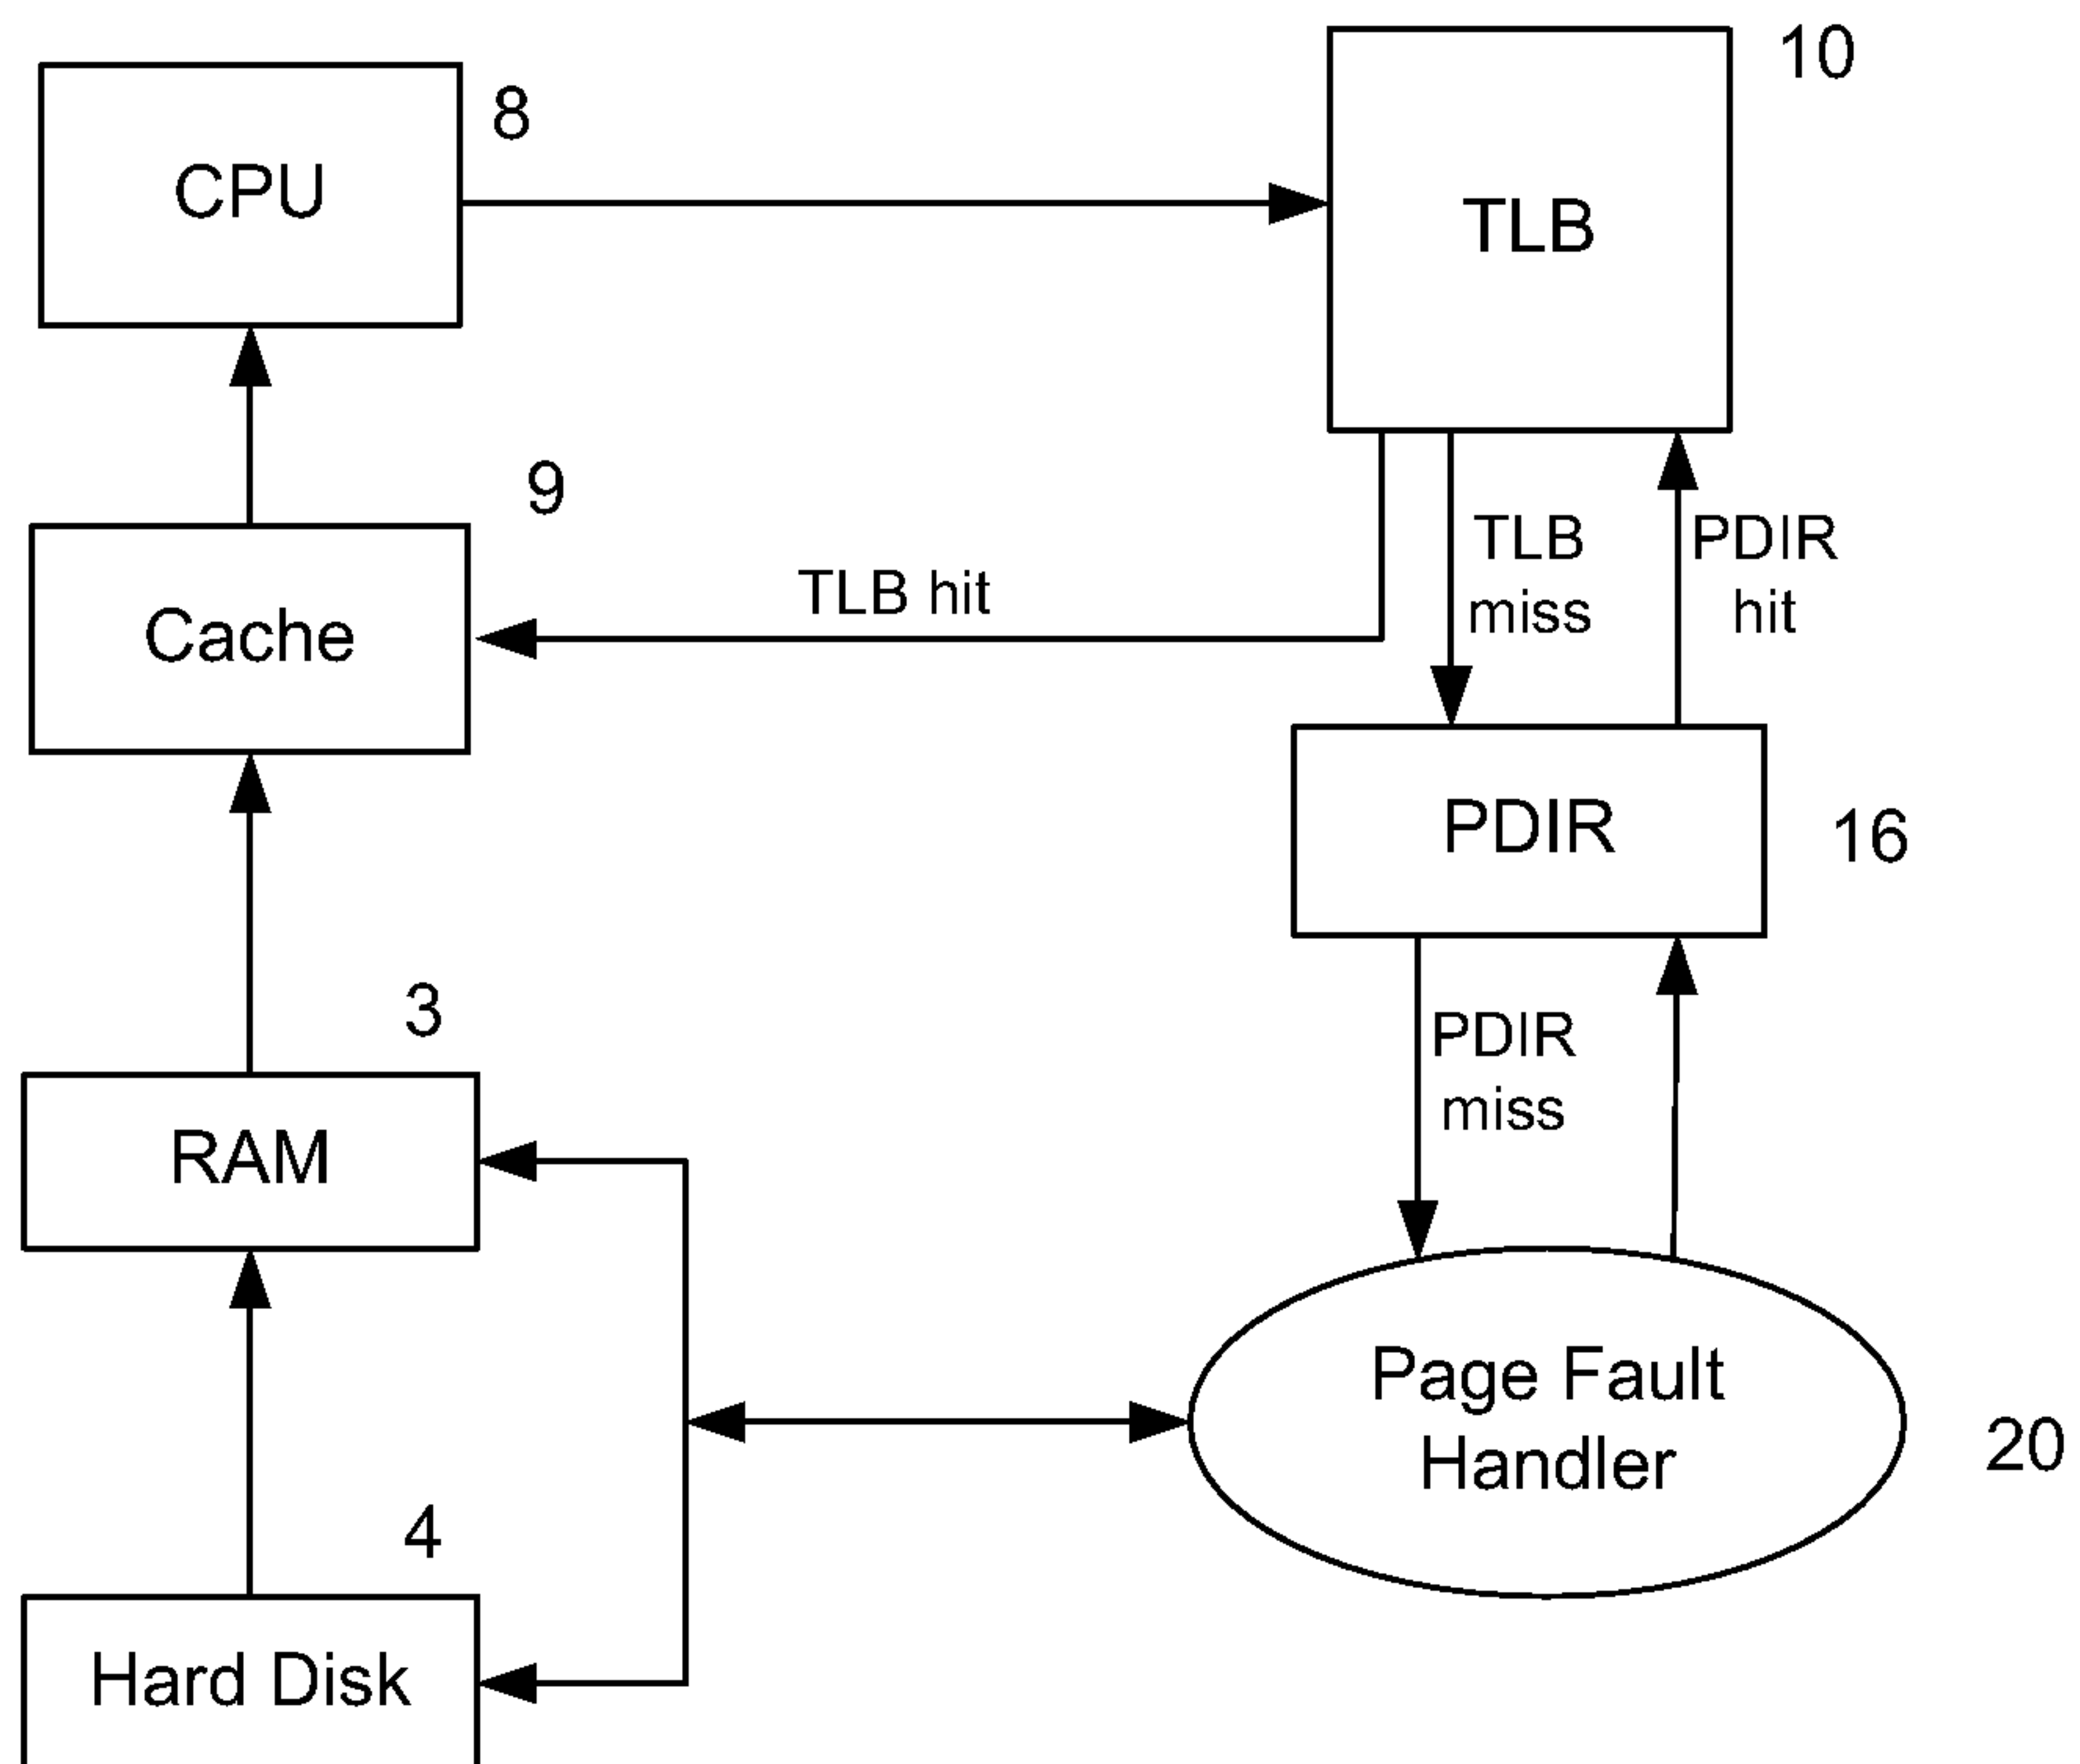 10
8
CPU
TLB
9
TLB
miss
PDIR
hit
TLB hit
Cache
PDIR
16
3
PDIR
miss
RAM
Page Fault
Handler
20
4
Hard Disk